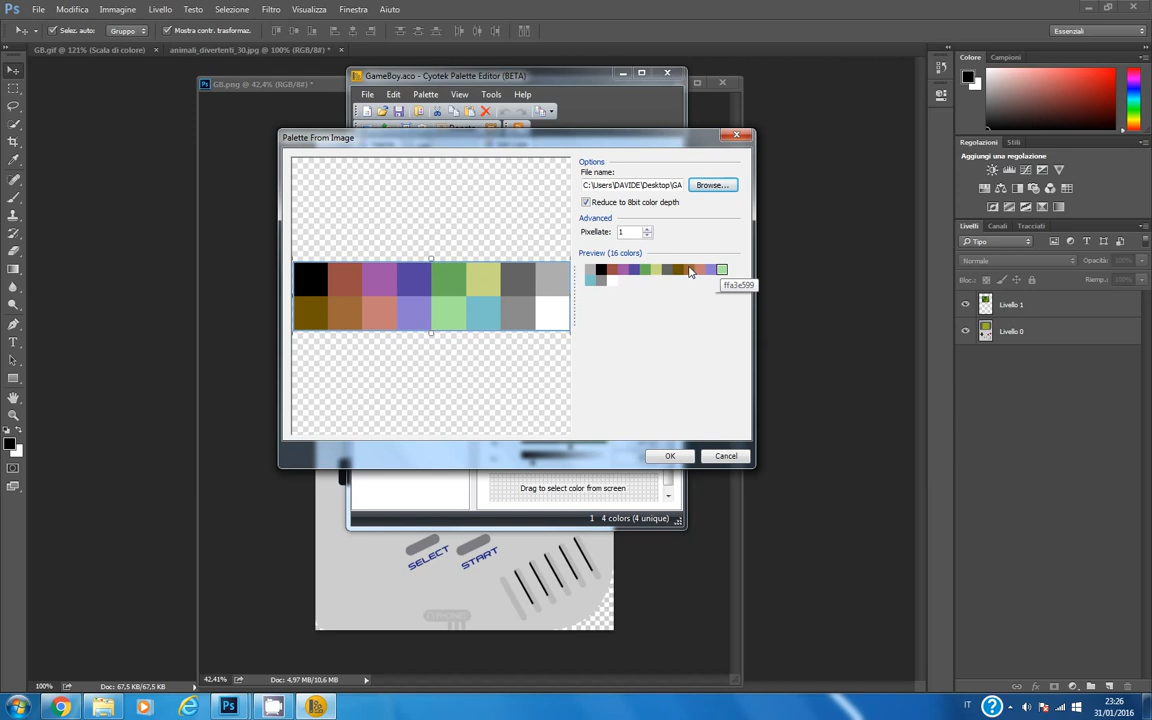 Ps File Modifica Immagine Livello Testo Selezione Filtro Visualizza Finestra Aiuto
Selez. auto: Gruppo Mostra contr. trasformaz. Essenziali
GB.gif @ 121% (Scala di colore) × animali_divertenti_30.jpg @ 100% (RGB/8#) * ×
GB.png @ 42,4% (RGB/8#) *
GameBoy.aco - Cyotek Palette Editor (BETA)
File Edit Palette View Tools Help
Palette From Image
Options
File name:
C:\Users\DAVIDE\Desktop\GA Browse...
Reduce to 8bit color depth
Advanced
Pixellate: 1
Preview (16 colors)
ffa3e599
OK Cancel
Drag to select color from screen
1 4 colors (4 unique)
SELECT START
PHONES
42,41% Doc: 4,97 MB/10,6 MB
100% Doc: 67,5 KB/67,5 KB
Colore Campioni
Regolazioni Stili
Aggiungi una regolazione
Livelli Canali Tracciati
Tipo
Normale Opacità:
Bloc.: Riemp.:
Livello 1
Livello 0
IT 23:26
31/01/2016